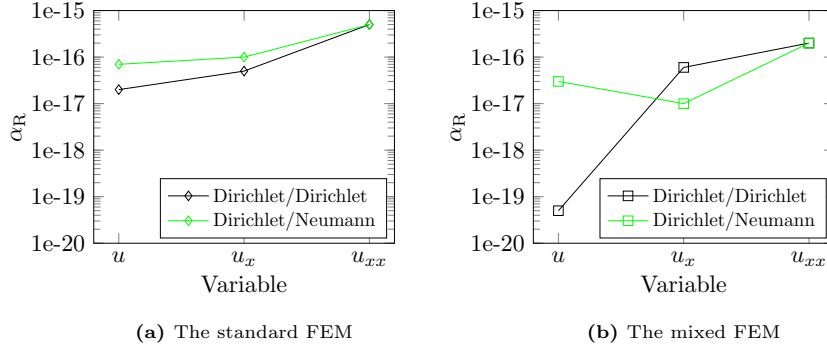 1e-15
1e-16
1e-17
1e-18
1e-19
1e-20
αR
Dirichlet/Dirichlet
Dirichlet/Neumann
u ux uxx
Variable
(a) The standard FEM
1e-15
1e-16
1e-17
1e-18
1e-19
1e-20
αR
Dirichlet/Dirichlet
Dirichlet/Neumann
u ux uxx
Variable
(b) The mixed FEM